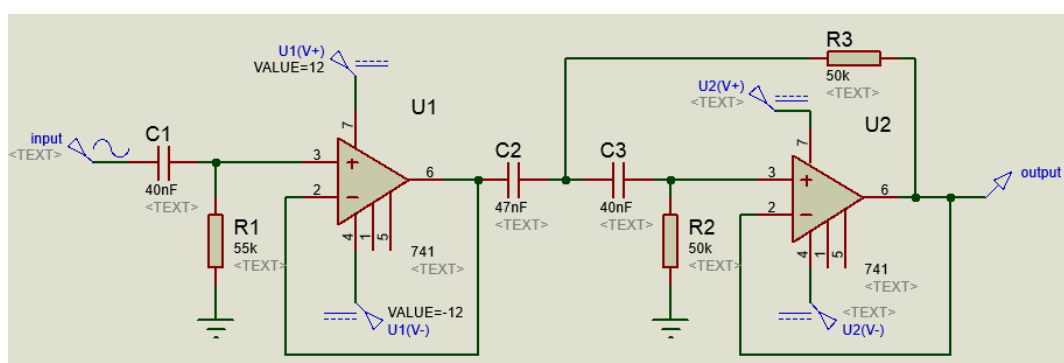 U1(V+)
VALUE=12
R3
50k
<TEXT>
U2(V+)
<TEXT>
U1
U2
7
7
input
<TEXT>
C1
40nF
<TEXT>
3
2
6
C2
47nF
<TEXT>
C3
40nF
<TEXT>
3
2
6
output
R1
55k
<TEXT>
4
1
5
741
<TEXT>
R2
50k
<TEXT>
4
1
5
741
<TEXT>
VALUE=-12
U1(V-)
<TEXT>
U2(V-)